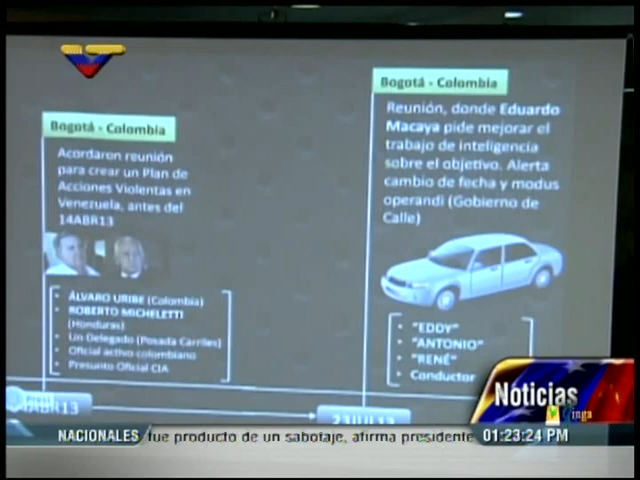 Bogotá - Colombia
Acordaron reunión
para crear un Plan de
Acciones Violentas en
Venezuela, antes del
14ABR13
• ÁLVARO URIBE (Colombia)
• ROBERTO MICHELETTI
(Honduras)
• Un Delegado (Posada Carriles)
• Oficial activo colombiano
• Presunto Oficial CIA
Bogotá - Colombia
Reunión, donde Eduardo
Macaya pide mejorar el
trabajo de inteligencia
sobre el objetivo. Alerta
cambio de fecha y modus
operandi (Gobierno de
Calle)
• "EDDY"
• "ANTONIO"
• "RENÉ"
• Conductor
23JUL13
Noticias
NACIONALES
fue producto de un sabotaje, afirma presidente
01:23:24 PM